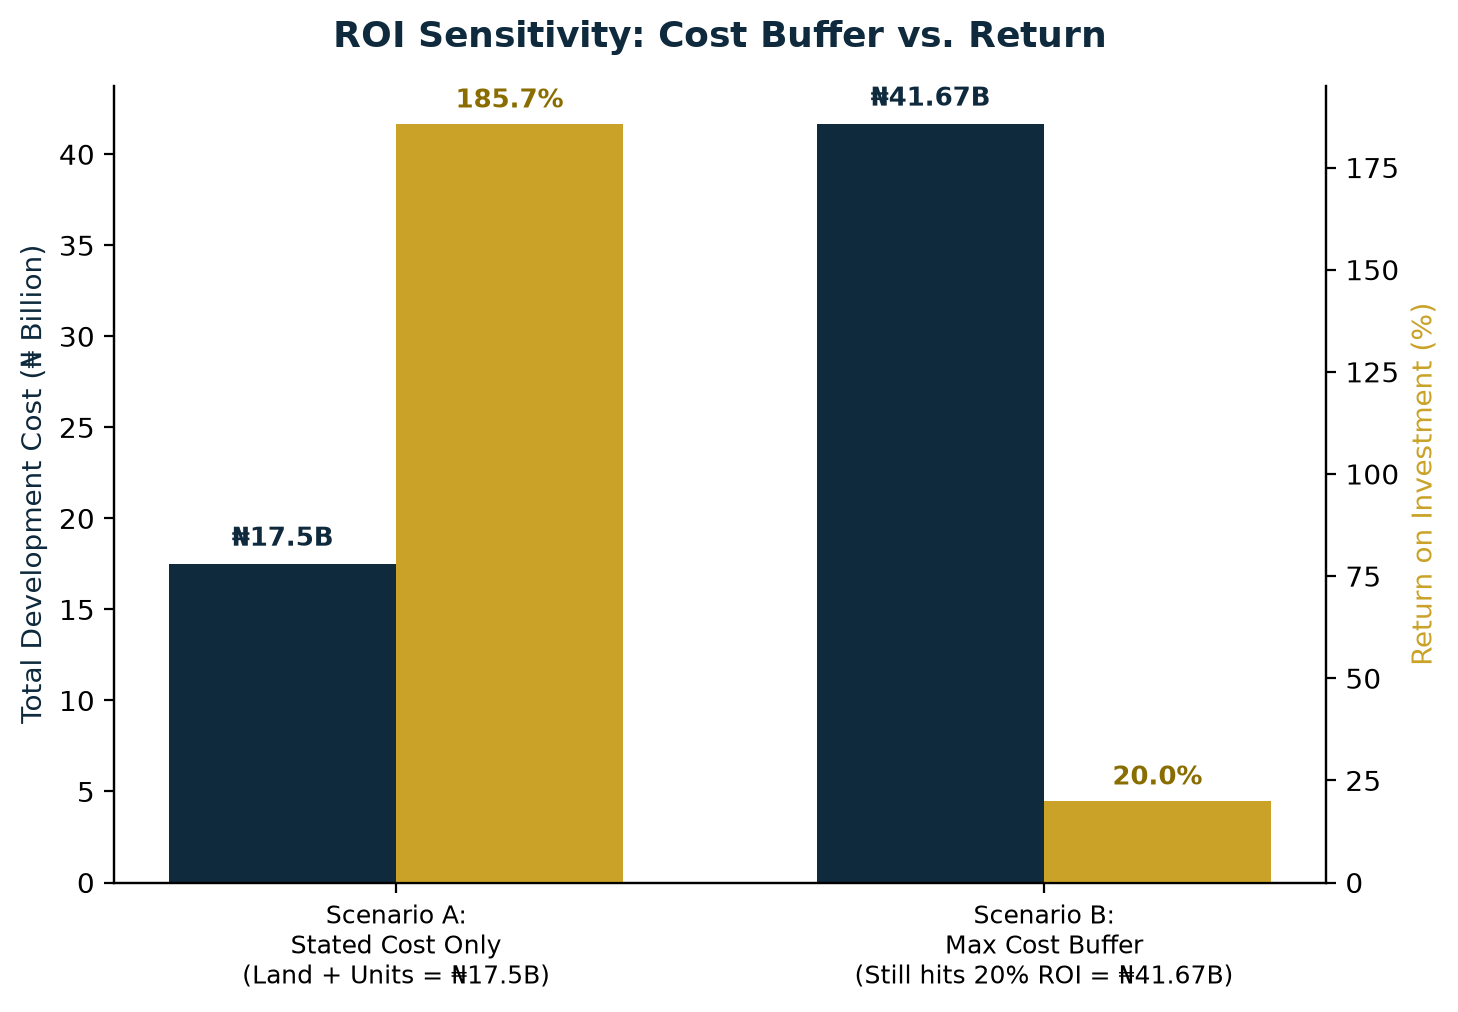 ROI Sensitivity: Cost Buffer vs. Return
185.7%
₦41.67B
₦17.5B
20.0%
Total Development Cost (₦ Billion)
40
35
30
25
20
15
10
5
0
175
150
125
100
75
50
25
0
Return on Investment (%)
Scenario A:
Stated Cost Only
(Land + Units = ₦17.5B)
Scenario B:
Max Cost Buffer
(Still hits 20% ROI = ₦41.67B)